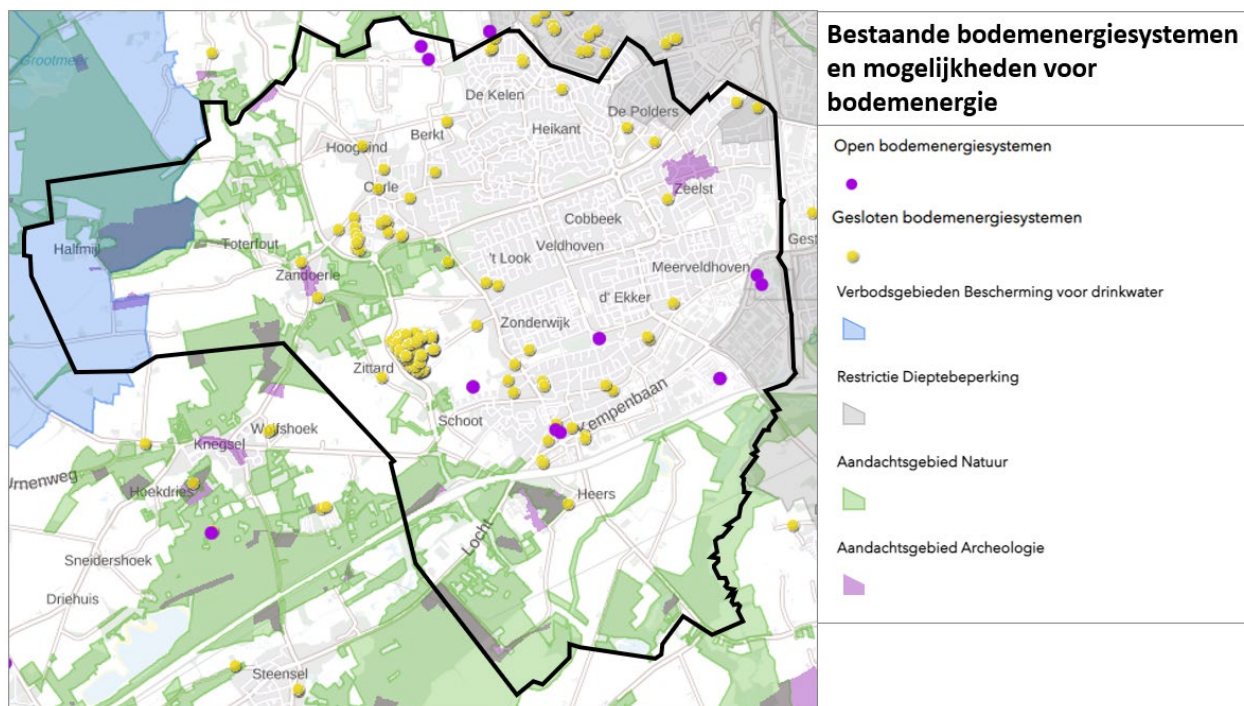 Bestaande bodemenergiesystemen
en mogelijkheden voor
bodemenergie
Open bodemenergiesystemen
Gesloten bodemenergiesystemen
Verbodsgebieden Bescherming voor drinkwater
Restrictie Dieptebeperking
Aandachtsgebied Natuur
Aandachtsgebied Archeologie
Grootmeer
De Kelen
De Polders
Berkt
Heikant
Hoogeind
Oerle
Zeelst
Cobbeek
Halfmijl
Toterfout
Veldhoven
Gest
't Look
Meerveldhoven
Zandoerle
d' Ekker
Zonderwijk
Zittard
Kempenbaan
Schoot
Wolfshoek
Knegsel
urnenweg
Hoekdries
Heers
Locht
Sneidershoek
Driehuis
Steensel